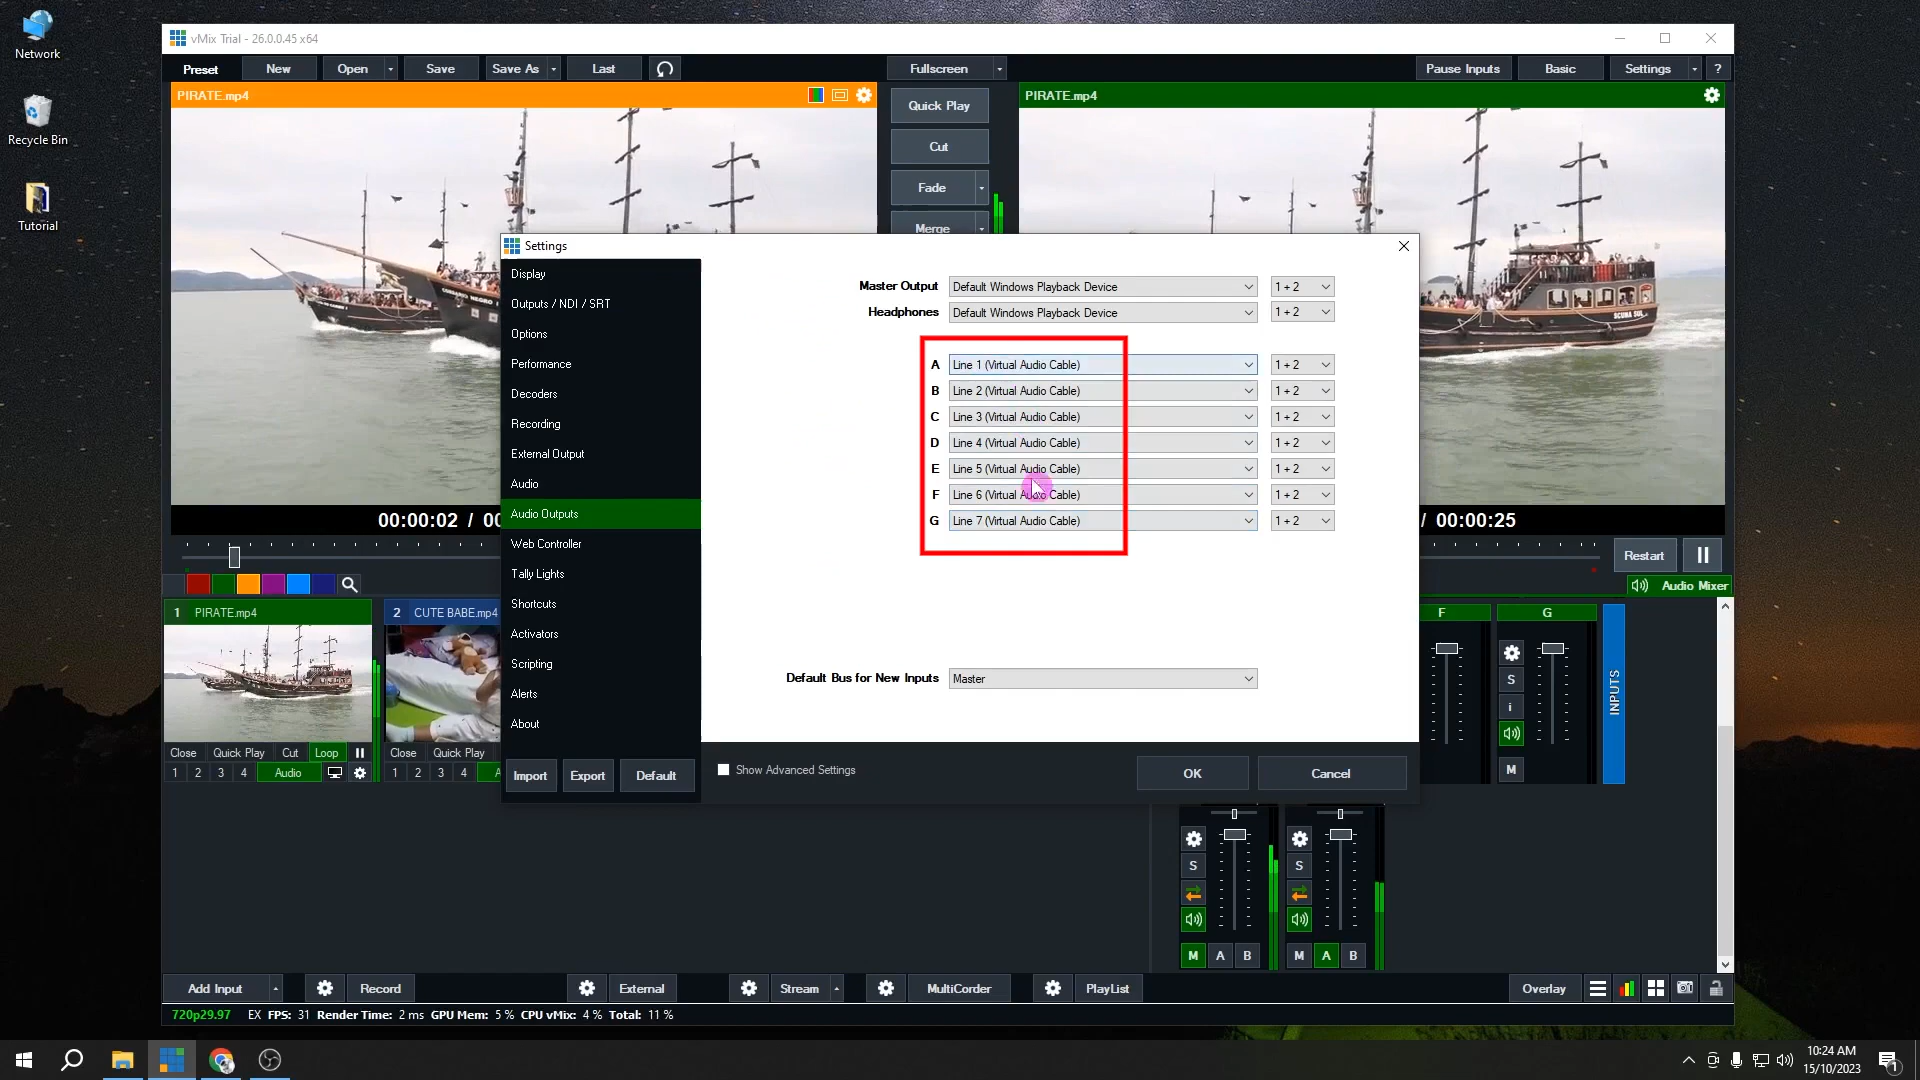 Network
Recycle Bin
Tutorial
vMix Trial - 26.0.0.45 x64
Preset New Open Save Save As Last Fullscreen Pause Inputs Basic Settings ?
PIRATE.mp4
PIRATE.mp4
Quick Play
Cut
Fade
Merge
Settings
Display
Outputs / NDI / SRT
Options
Performance
Decoders
Recording
External Output
Audio
Audio Outputs
Web Controller
Tally Lights
Shortcuts
Activators
Scripting
Alerts
About
Import Export Default
Master Output Default Windows Playback Device 1 + 2
Headphones Default Windows Playback Device 1 + 2
A Line 1 (Virtual Audio Cable) 1 + 2
B Line 2 (Virtual Audio Cable) 1 + 2
C Line 3 (Virtual Audio Cable) 1 + 2
D Line 4 (Virtual Audio Cable) 1 + 2
E Line 5 (Virtual Audio Cable) 1 + 2
F Line 6 (Virtual Audio Cable) 1 + 2
G Line 7 (Virtual Audio Cable) 1 + 2
Default Bus for New Inputs Master
Show Advanced Settings
OK Cancel
00:00:02 / 00
/ 00:00:25
Restart
Audio Mixer
1 PIRATE.mp4
2 CUTE BABE.mp4
Close Quick Play Cut Loop
1 2 3 4 Audio
Close Quick Play
1 2 3 4 A
F G
S
i
M
INPUTS
S S
M A B M A B
Add Input Record External Stream MultiCorder PlayList Overlay
720p29.97 EX FPS: 31 Render Time: 2 ms GPU Mem: 5 % CPU vMix: 4 % Total: 11 %
10:24 AM
15/10/2023
1